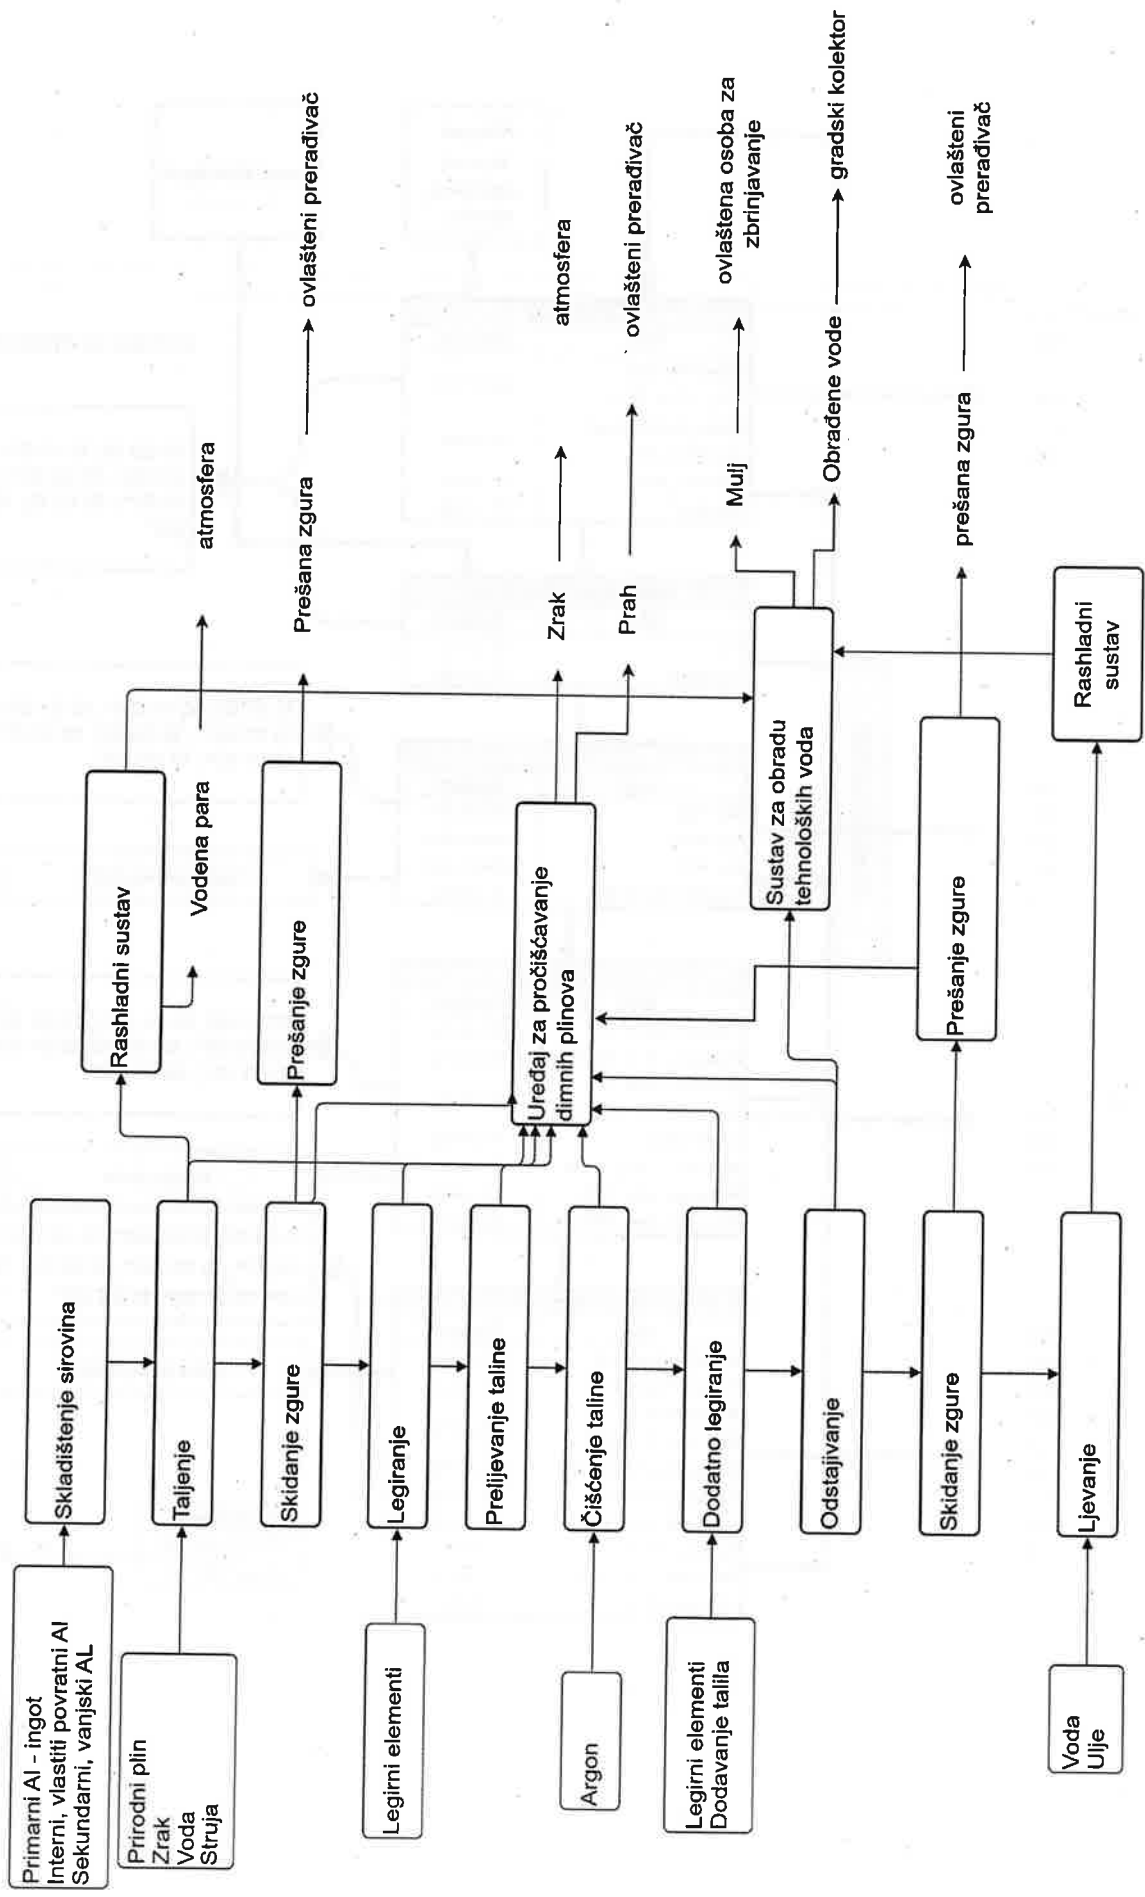 Primarni Al - ingot
Interni, vlastiti povratni Al
Sekundarni, vanjski AL
Skladištenje sirovina
Prirodni plin
Zrak
Voda
Struja
Taljenje
Rashladni sustav
Vodena para
atmosfera
Skidanje zgure
Prešanje zgure
Prešana zgura
ovlašteni prerađivač
Legirni elementi
Legiranje
Prelijevanje taline
Uređaj za pročišćavanje
dimnih plinova
Zrak
atmosfera
Prah
ovlašteni prerađivač
Argon
Čišćenje taline
Legirni elementi
Dodavanje talila
Dodatno legiranje
Sustav za obradu
tehnoloških voda
Mulj
ovlaštena osoba za
zbrinjavanje
Obrađene vode
gradski kolektor
Odstajivanje
Skidanje zgure
Prešanje zgure
prešana zgura
ovlašteni
prerađivač
Voda
Ulje
Ljevanje
Rashladni
sustav